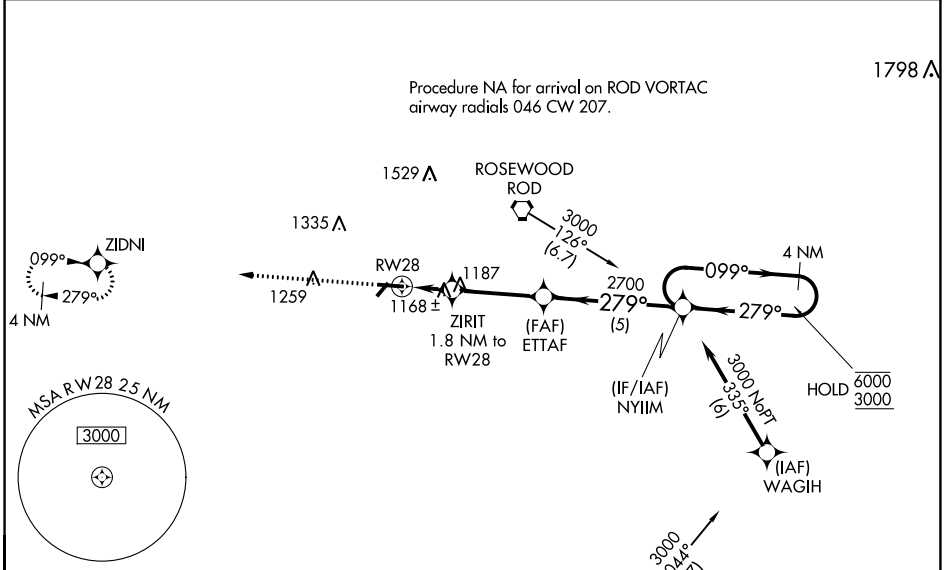 1798
Procedure NA for arrival on ROD VORTAC
airway radials 046 CW 207.
1529
ROSEWOOD
ROD
1335
3000
126°
(6.7)
ZIDNI
099°
279°
4 NM
1259
RW28
1168 ±
1187
ZIRIT
1.8 NM to
RW28
(FAF)
ETTAF
2700
279°
(5)
099°
4 NM
279°
(IF/IAF)
NYIIM
HOLD
6000
3000
3000 NoPT
335°
(6)
(IAF)
WAGIH
MSA RW28 25 NM
3000
3000